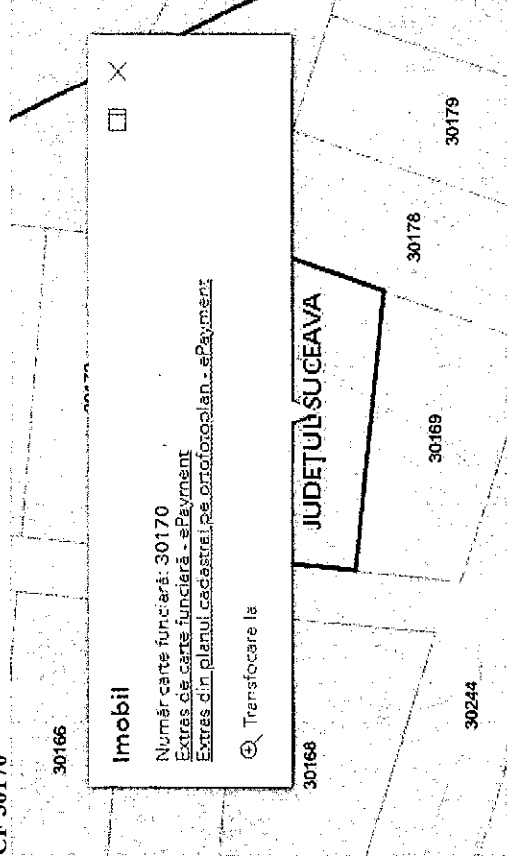 CF 30170
30166
Imobil
Număr carte funciară: 30170
Extras de carte funciară - ePayment
Extras din planul cadastral pe ortofotoplan - ePayment
Transfocare la
JUDEȚUL SUCEAVA
30168
30169
30178
30179
30244